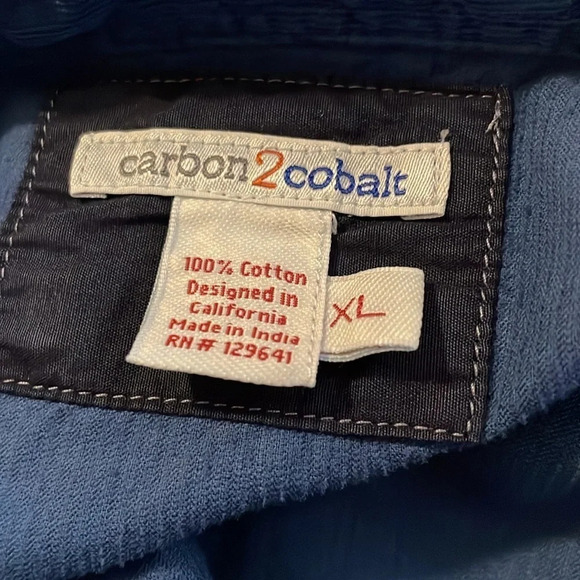 carbon2cobalt
100% Cotton
Designed in
California
Made in India
RN# 129641
XL